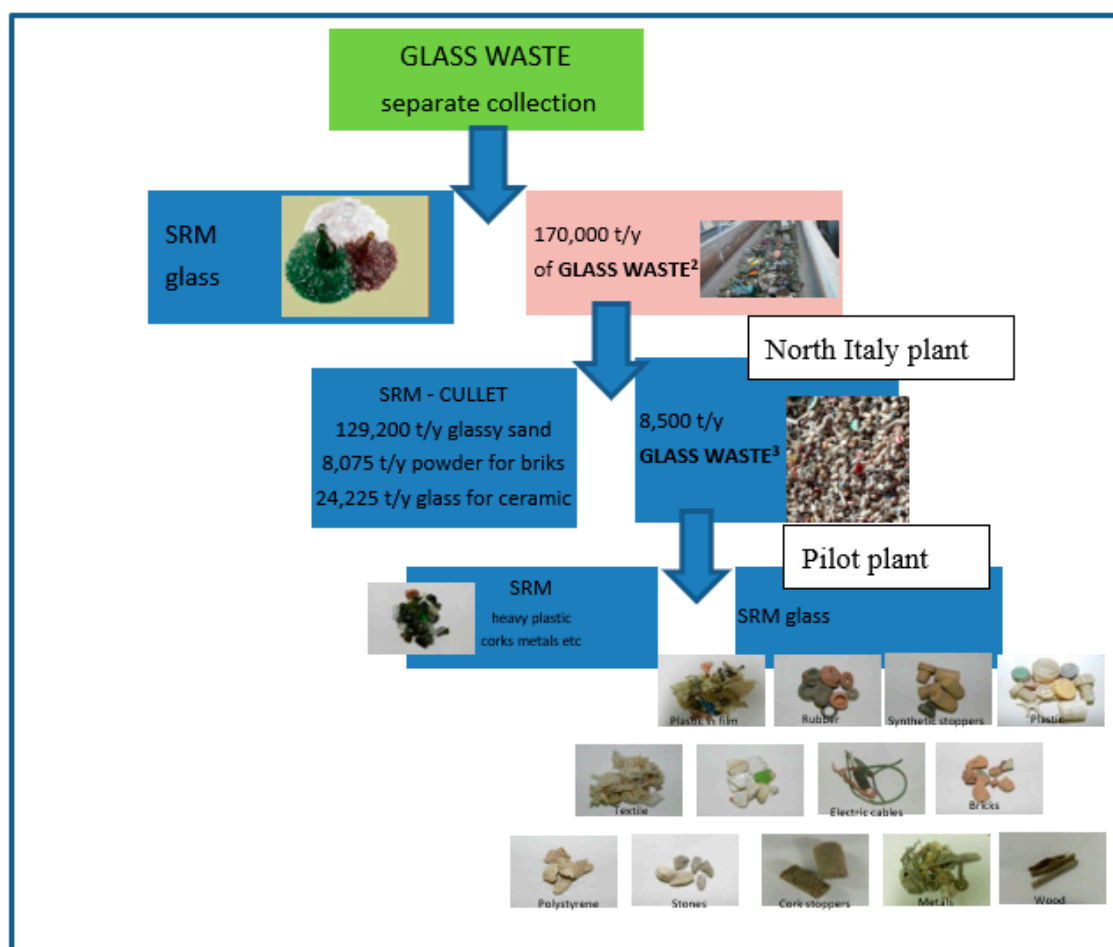 GLASS WASTE
separate collection
SRM
glass
170,000 t/y
of GLASS WASTE²
North Italy plant
SRM - CULLET
129,200 t/y glassy sand
8,075 t/y powder for briks
24,225 t/y glass for ceramic
8,500 t/y
GLASS WASTE³
Pilot plant
SRM
heavy plastic
corks metals etc
SRM glass
Plastic in film
Rubber
Synthetic stoppers
Plastic
Textile
Electric cables
Bricks
Polystyrene
Stones
Cork stoppers
Metals
Wood